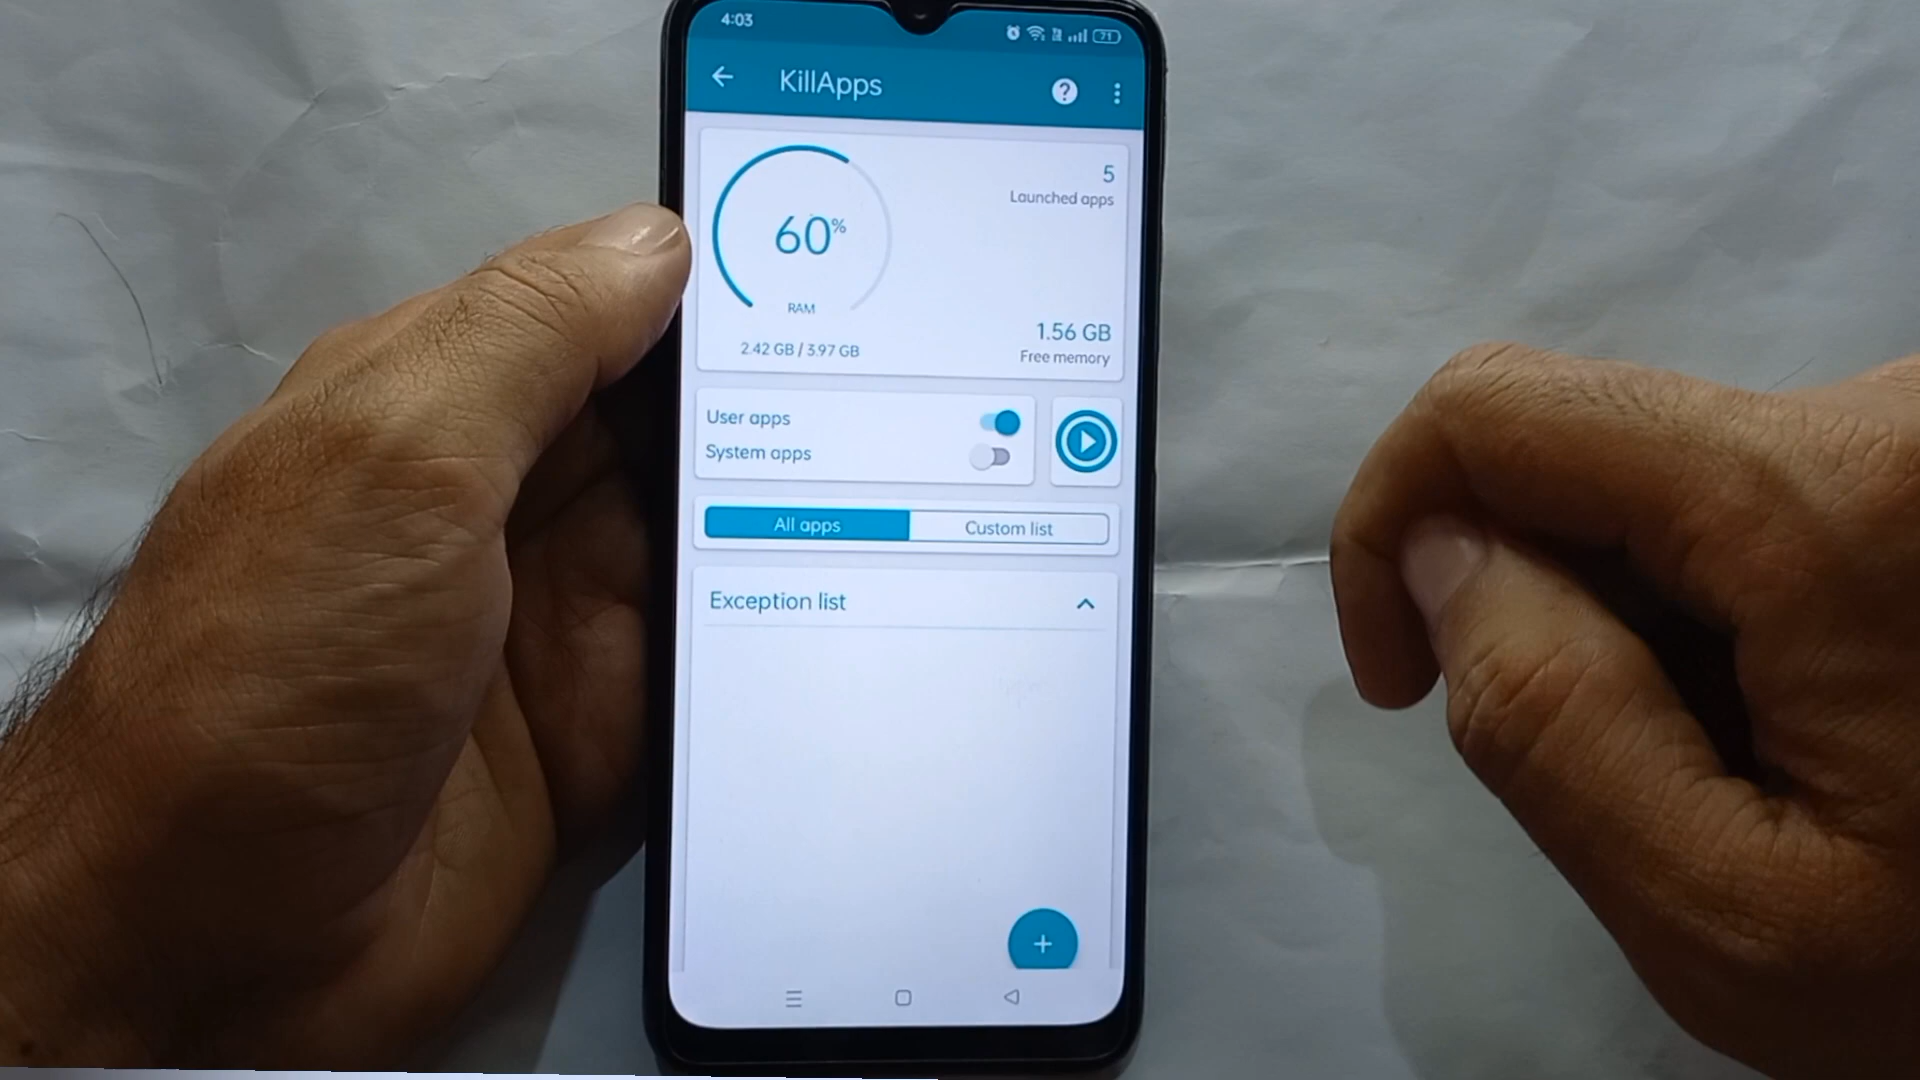 4:03
71
KillApps
?
5
Launched apps
60%
RAM
2.42 GB / 3.97 GB
1.56 GB
Free memory
User apps
System apps
All apps
Custom list
Exception list
+